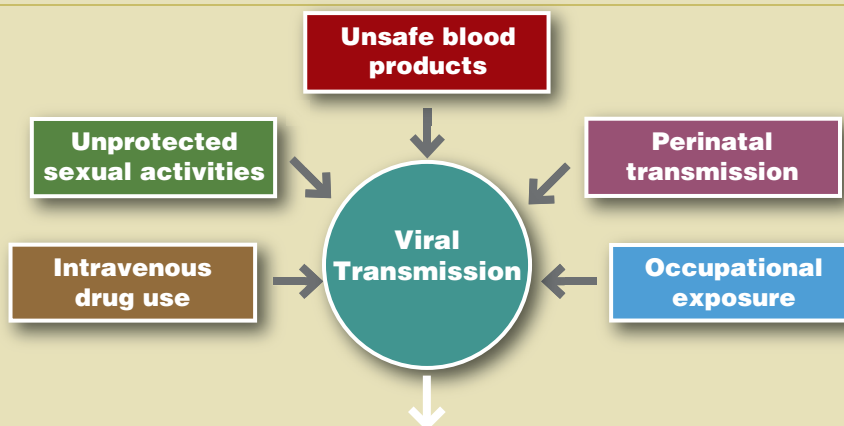 Unsafe blood
products
Unprotected
sexual activities
Perinatal
transmission
Viral
Transmission
Intravenous
drug use
Occupational
exposure